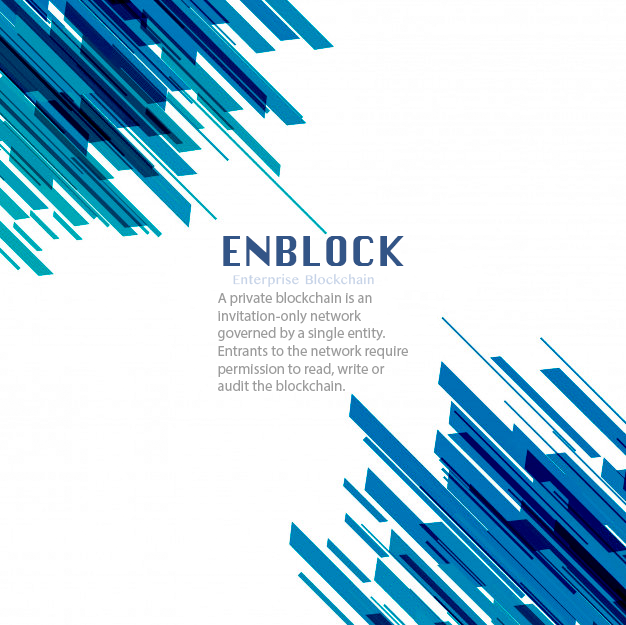 ENBLOCK
Enterprise Blockchain
A private blockchain is an
invitation-only network
governed by a single entity.
Entrants to the network require
permission to read, write or
audit the blockchain.